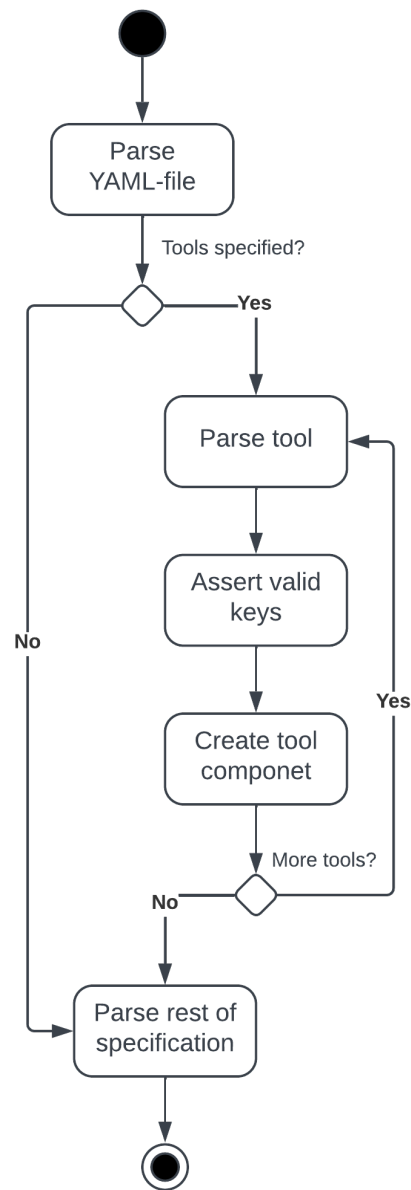 Parse
YAML-file
Tools specified?
Yes
Parse tool
Assert valid
keys
No
Yes
Create tool
componet
More tools?
No
Parse rest of
specification